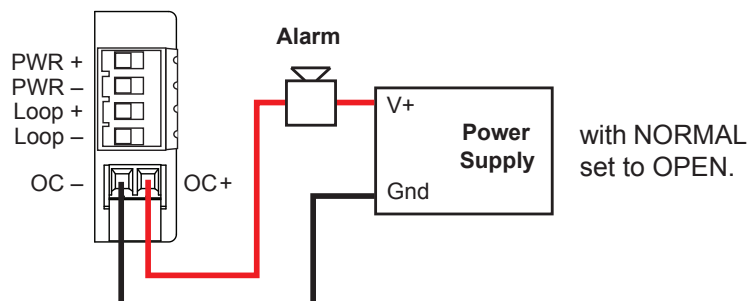 Alarm
PWR +
PWR –
Loop +
Loop –
OC –
OC+
V+
Power
Supply
Gnd
with NORMAL
set to OPEN.